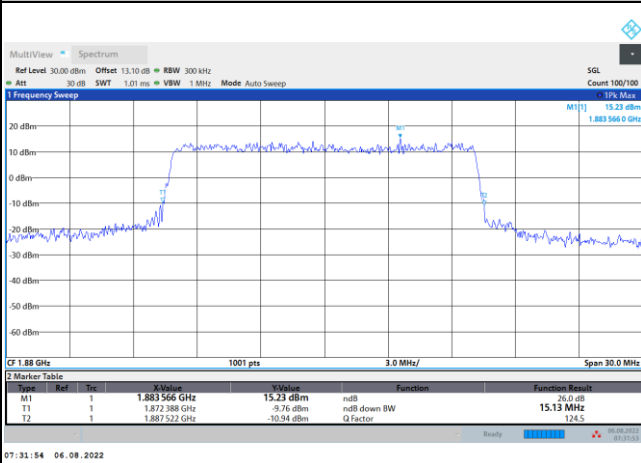 MultiView Spectrum
Ref Level 30.00 dBm Offset 13.10 dB RBW 300 kHz SGL
Att 30 dB SWT 1.01 ms VBW 1 MHz Mode Auto Sweep Count 100/100
1 Frequency Sweep 1Pk Max
M1[1] 15.23 dBm
1.883 566 0 GHz
M1
20 dBm
10 dBm
0 dBm
T1
T2
-10 dBm
-20 dBm
-30 dBm
-40 dBm
-50 dBm
-60 dBm
CF 1.88 GHz 1001 pts 3.0 MHz/ Span 30.0 MHz
2 Marker Table
Type Ref Trc X-Value Y-Value Function Function Result
M1 1 1.883 566 GHz 15.23 dBm ndB 26.0 dB
T1 1 1.872 388 GHz -9.76 dBm ndB down BW 15.13 MHz
T2 1 1.887 522 GHz -10.94 dBm Q Factor 124.5
Ready 06.08.2022
07:31:53
07:31:54 06.08.2022